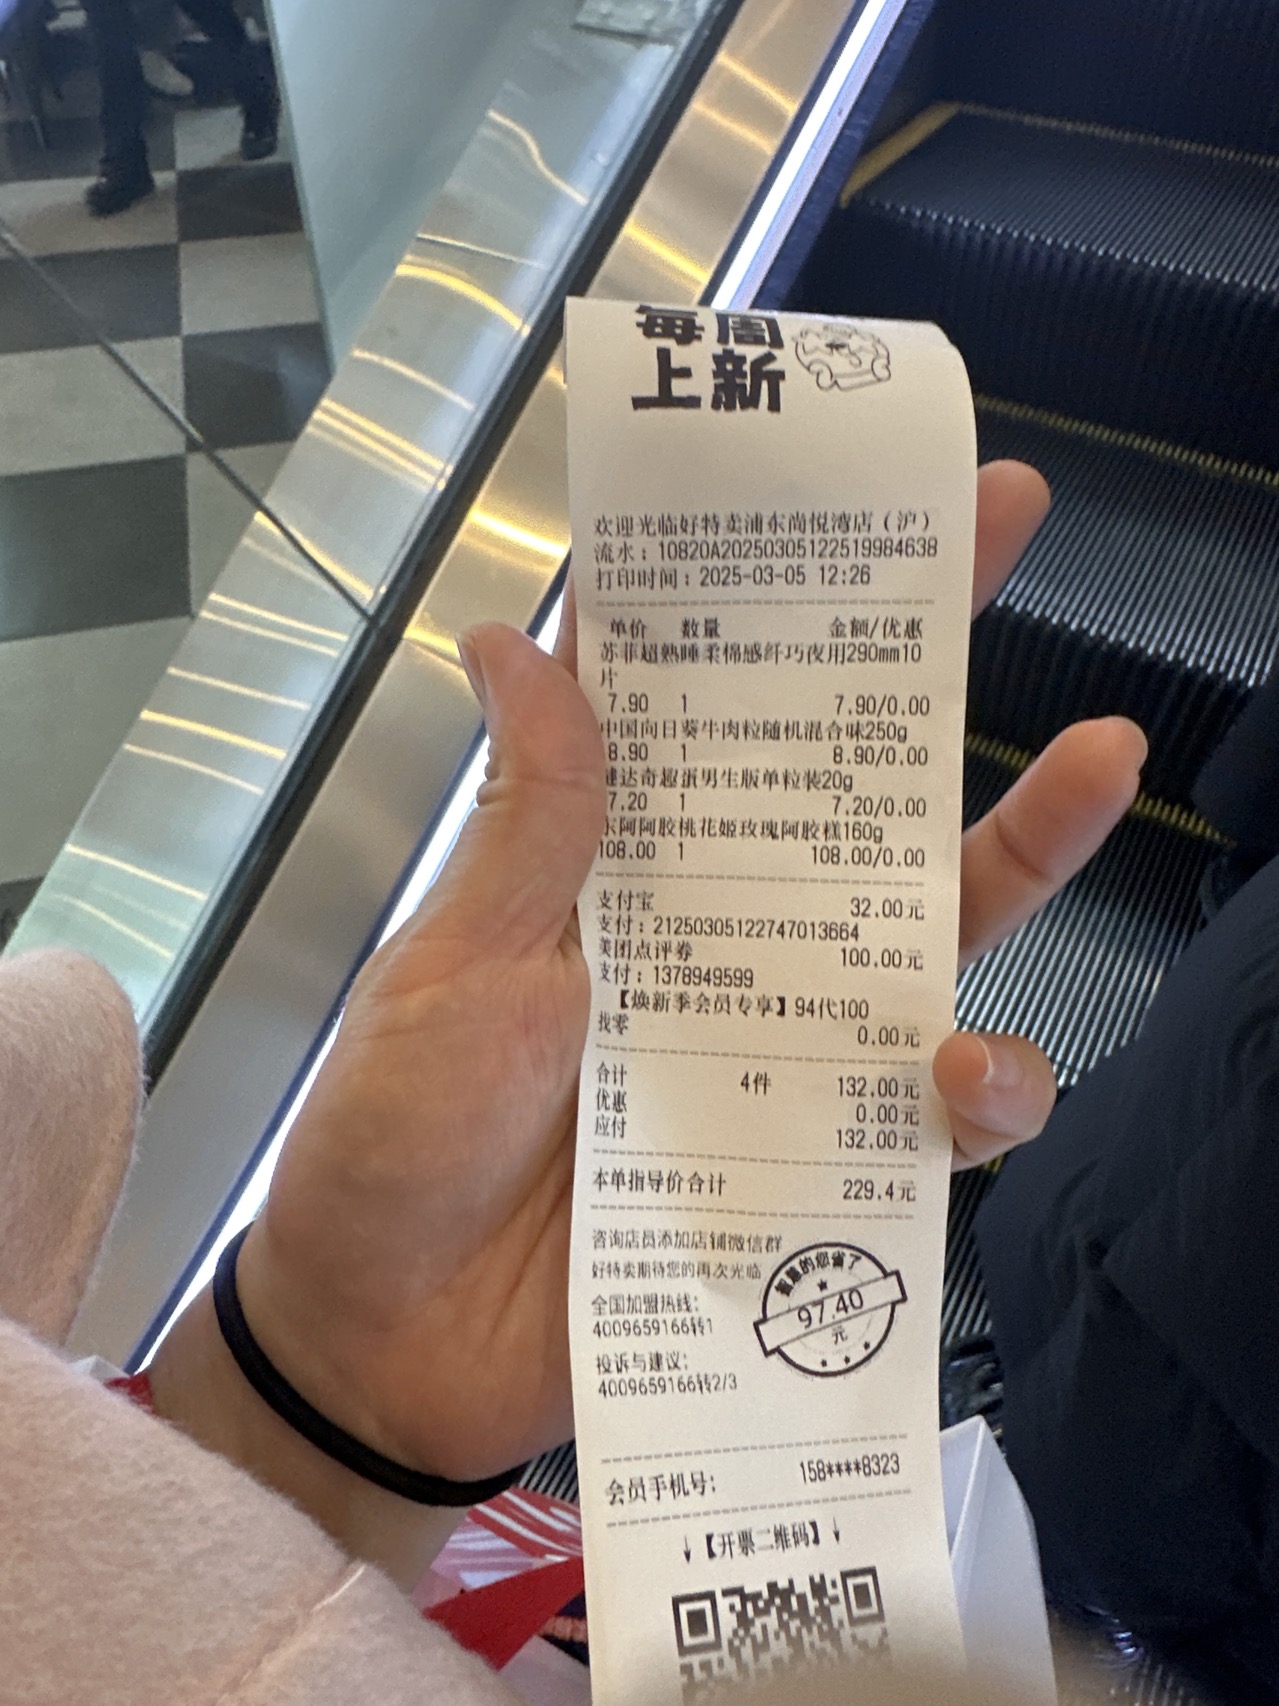 每周
上新
欢迎光临好特卖浦东尚悦湾店（沪）
流水：10820A20250305122519984638
打印时间：2025-03-05 12:26
单价 数量 金额/优惠
苏菲超熟睡柔棉感纤巧夜用290mm10
片
7.90 1 7.90/0.00
中国向日葵牛肉粒随机混合味250g
8.90 1 8.90/0.00
健达奇趣蛋男生版单粒装20g
7.20 1 7.20/0.00
东阿阿胶桃花姬玫瑰阿胶糕160g
108.00 1 108.00/0.00
支付宝 32.00元
支付：21250305122747013664
美团点评券 100.00元
支付：1378949599
【焕新季会员专享】94代100
找零 0.00元
合计 4件 132.00元
优惠 0.00元
应付 132.00元
本单指导价合计 229.4元
咨询店员添加店铺微信群
好特卖期待您的再次光临
智慧的您省了
97.40
元
全国加盟热线：
4009659166转1
投诉与建议：
4009659166转2/3
会员手机号： 158****8323
↓【开票二维码】↓